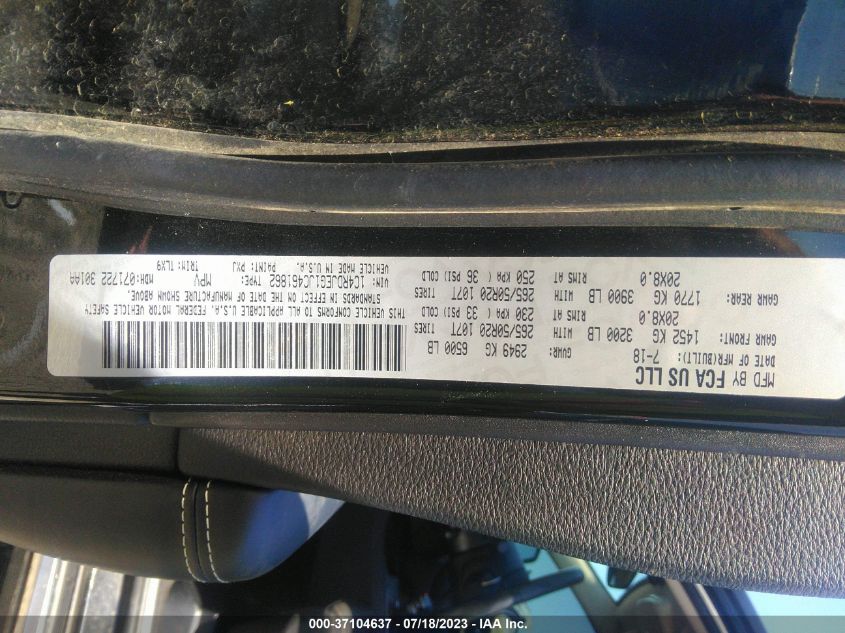 MFD BY FCA US LLC
DATE OF MFR(BUILT): 7-18 GVWR: 2949 KG 6500 LB
GAWR FRONT: 1452 KG 3200 LB WITH 265/50R20 107T TIRES
20X8.0 RIMS AT 230 KPA ( 33 PSI) COLD
GAWR REAR: 1770 KG 3900 LB WITH 265/50R20 107T TIRES
20X8.0 RIMS AT 250 KPA ( 36 PSI) COLD
THIS VEHICLE CONFORMS TO ALL APPLICABLE U.S.A. FEDERAL MOTOR VEHICLE SAFETY
STANDARDS IN EFFECT ON THE DATE OF MANUFACTURE SHOWN ABOVE.
VIN: 1C4RDJEG1JC461862 TYPE: MPV MDH:071722 301AA
VEHICLE MADE IN U.S.A. PAINT: PXJ TRIM: TLX9
000-37104637 - 07/18/2023 - IAA Inc.